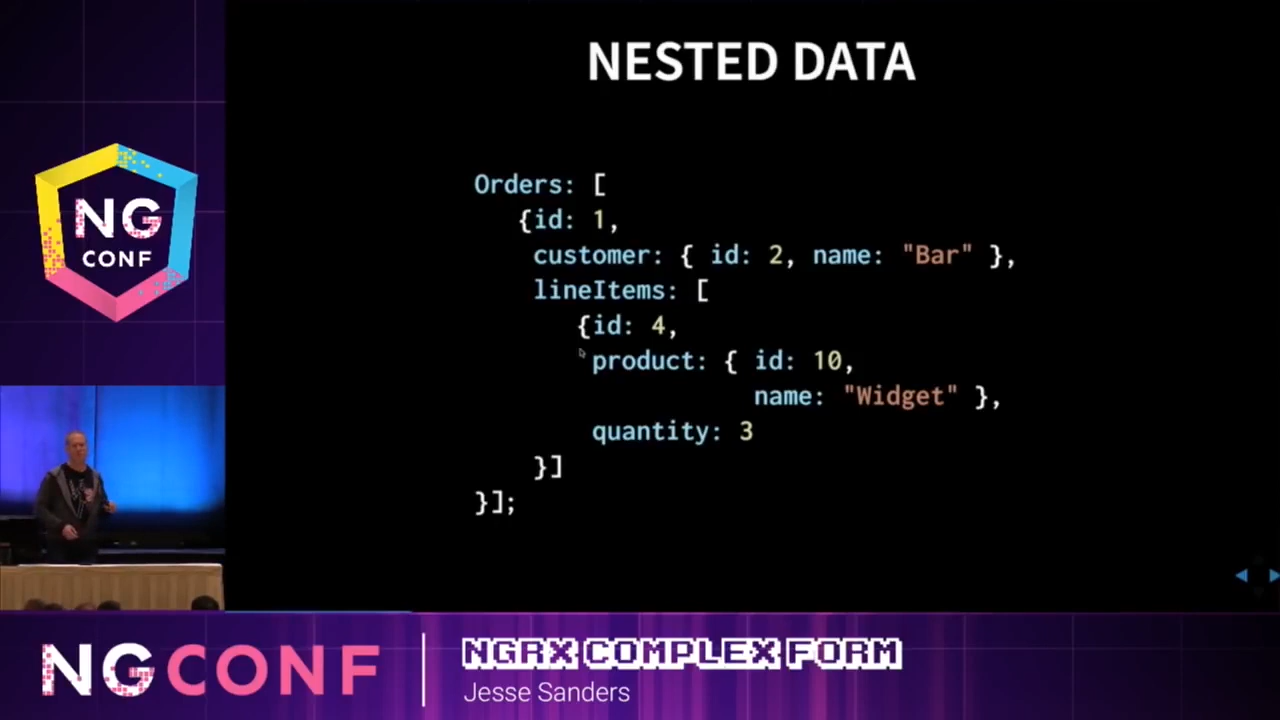 NESTED DATA
Orders: [
{id: 1,
customer: { id: 2, name: "Bar" },
lineItems: [
{id: 4,
product: { id: 10,
name: "Widget" },
quantity: 3
}]
}];
NG
CONF
NGCONF
NGRX COMPLEX FORM
Jesse Sanders